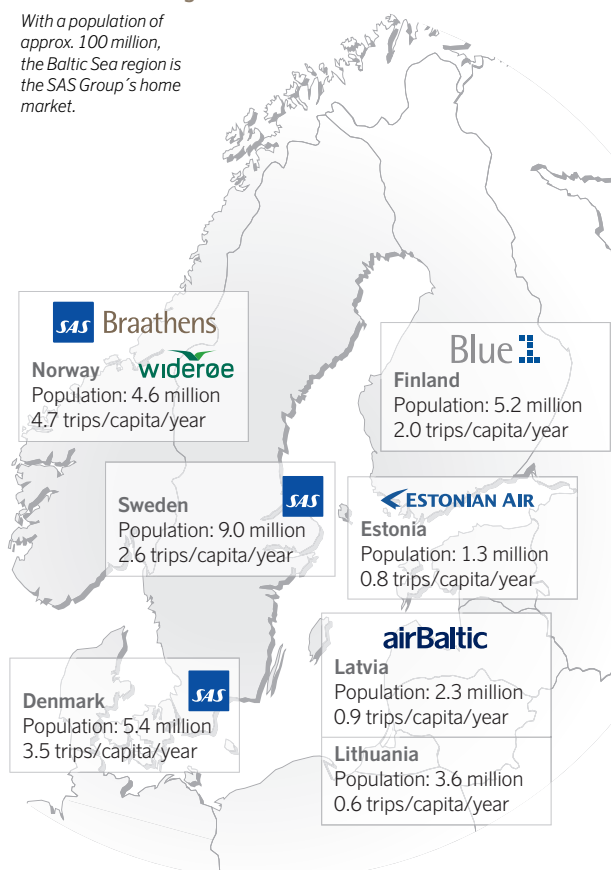 With a population of
approx. 100 million,
the Baltic Sea region is
the SAS Group´s home
market.
SAS Braathens
Norway widerøe
Population: 4.6 million
4.7 trips/capita/year
Blue1
Finland
Population: 5.2 million
2.0 trips/capita/year
SAS
Sweden
Population: 9.0 million
2.6 trips/capita/year
ESTONIAN AIR
Estonia
Population: 1.3 million
0.8 trips/capita/year
airBaltic
Latvia
Population: 2.3 million
0.9 trips/capita/year
Lithuania
Population: 3.6 million
0.6 trips/capita/year
SAS
Denmark
Population: 5.4 million
3.5 trips/capita/year